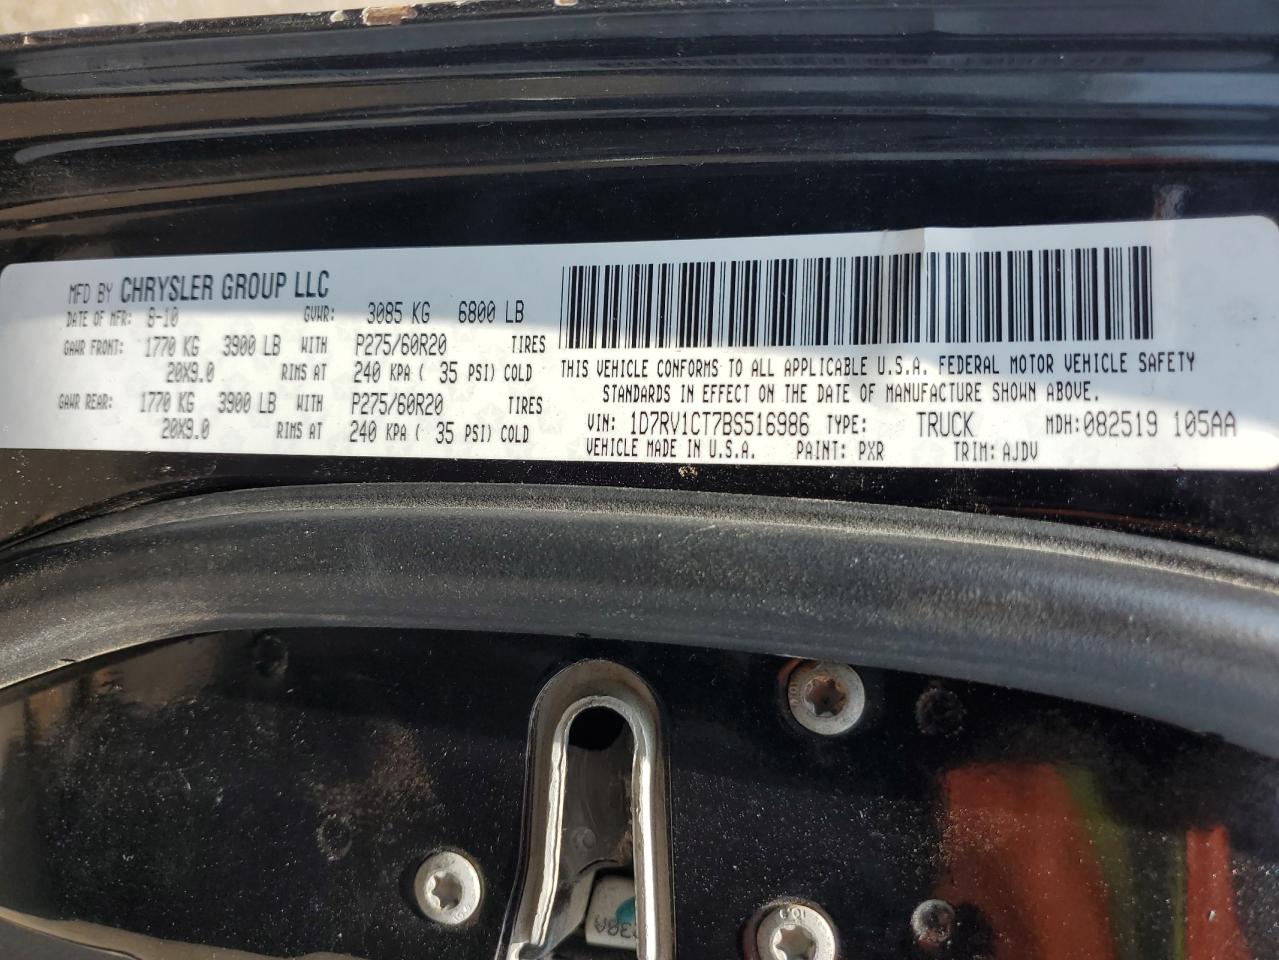 MFD BY CHRYSLER GROUP LLC
DATE OF MFR: 8-10 GVWR: 3085 KG 6800 LB
GAWR FRONT: 1770 KG 3900 LB WITH P275/60R20 TIRES
20X9.0 RIMS AT 240 KPA ( 35 PSI) COLD
GAWR REAR: 1770 KG 3900 LB WITH P275/60R20 TIRES
20X9.0 RIMS AT 240 KPA ( 35 PSI) COLD
THIS VEHICLE CONFORMS TO ALL APPLICABLE U.S.A. FEDERAL MOTOR VEHICLE SAFETY
STANDARDS IN EFFECT ON THE DATE OF MANUFACTURE SHOWN ABOVE.
VIN: 1D7RV1CT7BS516986 TYPE: TRUCK MDH: 082519 105AA
VEHICLE MADE IN U.S.A. PAINT: PXR TRIM: AJDV